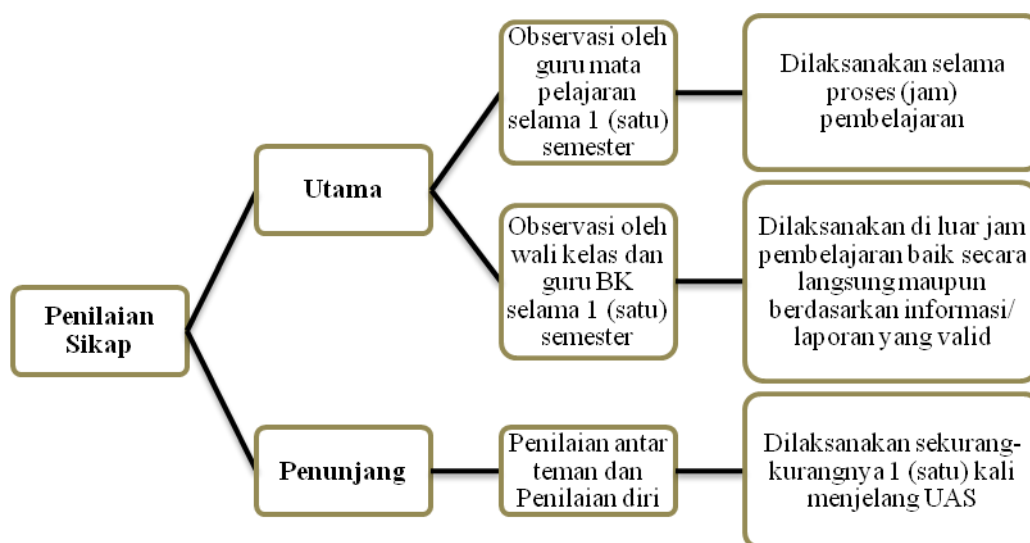 Penilaian
Sikap
Utama
Observasi oleh
guru mata
pelajaran
selama 1 (satu)
semester
Dilaksanakan selama
proses (jam)
pembelajaran
Observasi oleh
wali kelas dan
guru BK
selama 1 (satu)
semester
Dilaksanakan di luar jam
pembelajaran baik secara
langsung maupun
berdasarkan informasi/
laporan yang valid
Penunjang
Penilaian antar
teman dan
Penilaian diri
Dilaksanakan sekurang-
kurangnya 1 (satu) kali
menjelang UAS